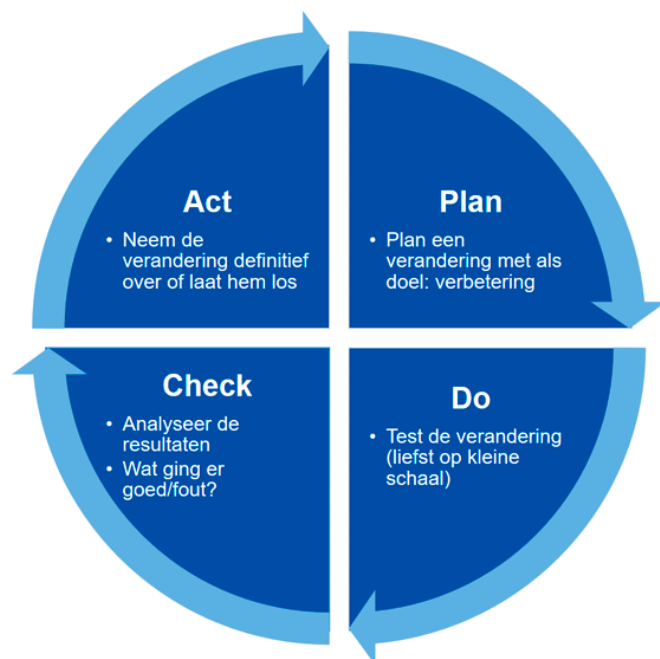 Act
• Neem de
verandering definitief
over of laat hem los
Plan
• Plan een
verandering met als
doel: verbetering
Check
• Analyseer de
resultaten
• Wat ging er
goed/fout?
Do
• Test de verandering
(liefst op kleine
schaal)